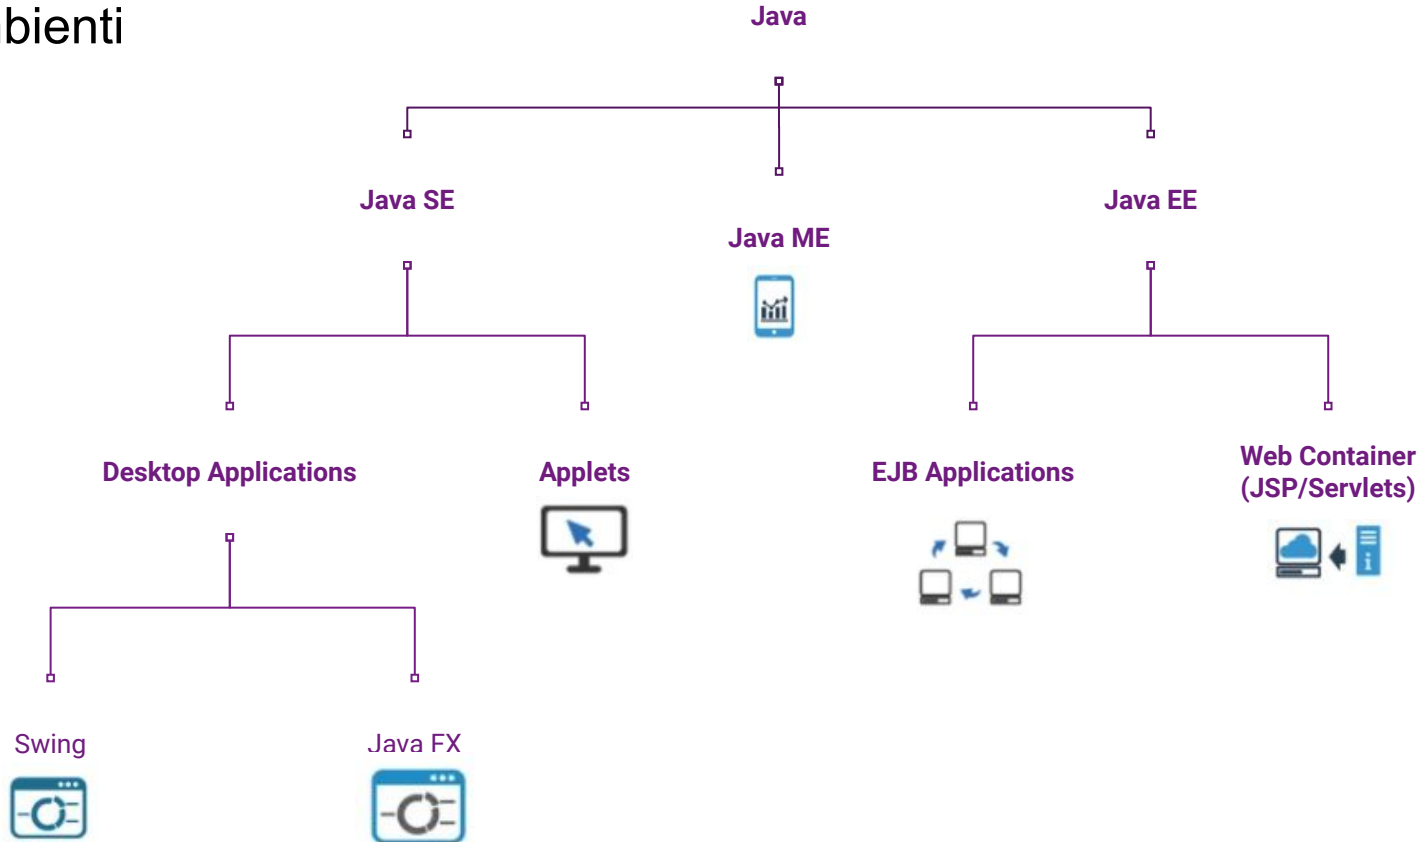 bienti
Java
Java SE
Java ME
Java EE
Desktop Applications
Applets
EJB Applications
Web Container
(JSP/Servlets)
Swing
Java FX